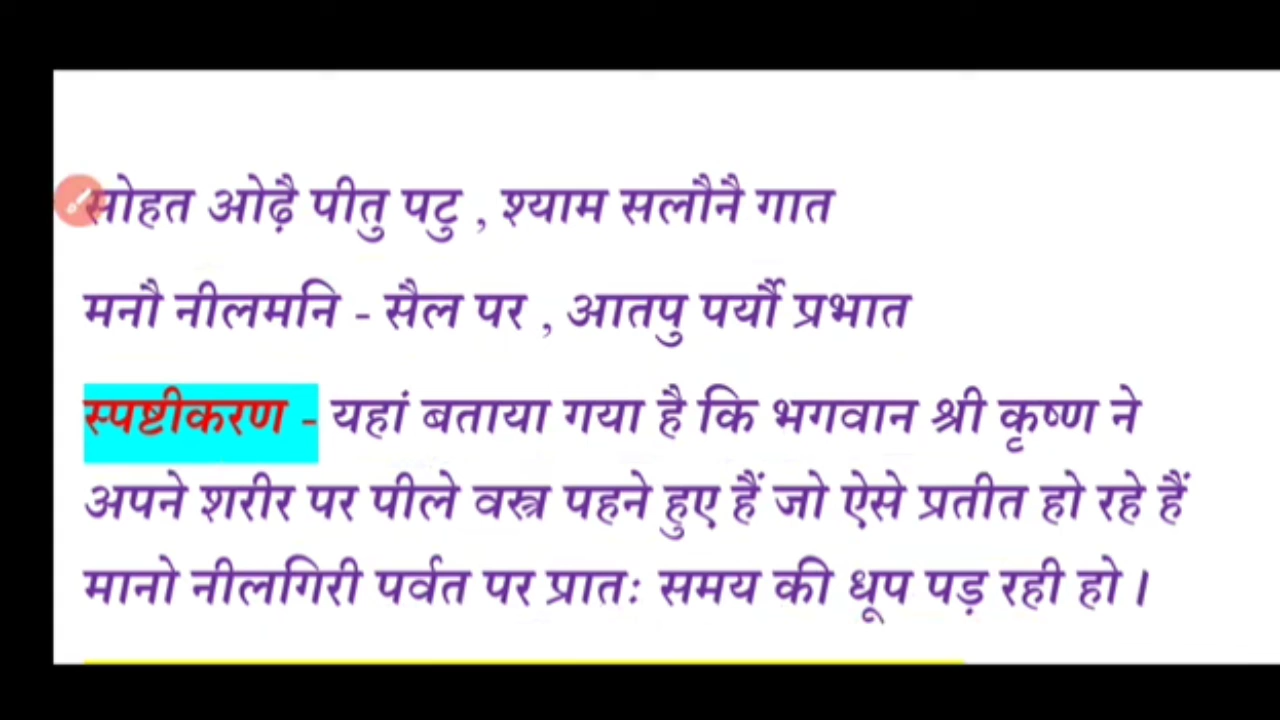 सोहत ओढ़ै पीतु पटु , श्याम सलौनै गात
मनौ नीलमनि - सैल पर , आतपु पर्यौ प्रभात
स्पष्टीकरण - यहां बताया गया है कि भगवान श्री कृष्ण ने
अपने शरीर पर पीले वस्त्र पहने हुए हैं जो ऐसे प्रतीत हो रहे हैं
मानो नीलगिरी पर्वत पर प्रातः समय की धूप पड़ रही हो ।